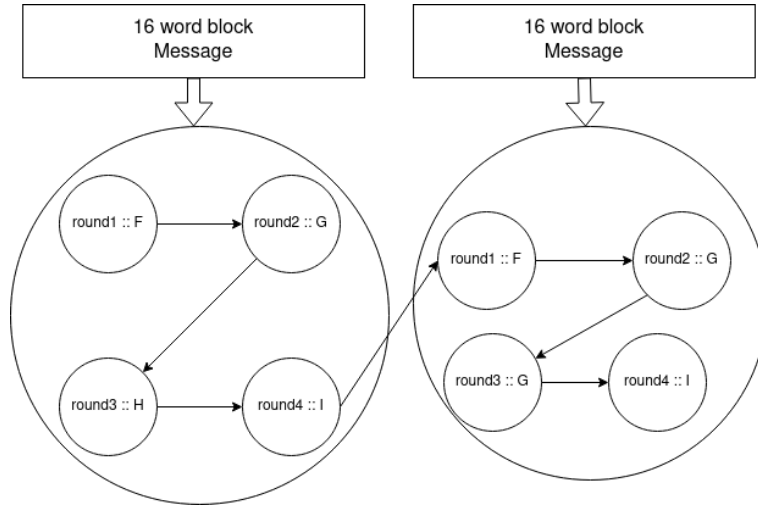 16 word block
Message
16 word block
Message
round1 :: F
round2 :: G
round3 :: H
round4 :: I
round1 :: F
round2 :: G
round3 :: G
round4 :: I